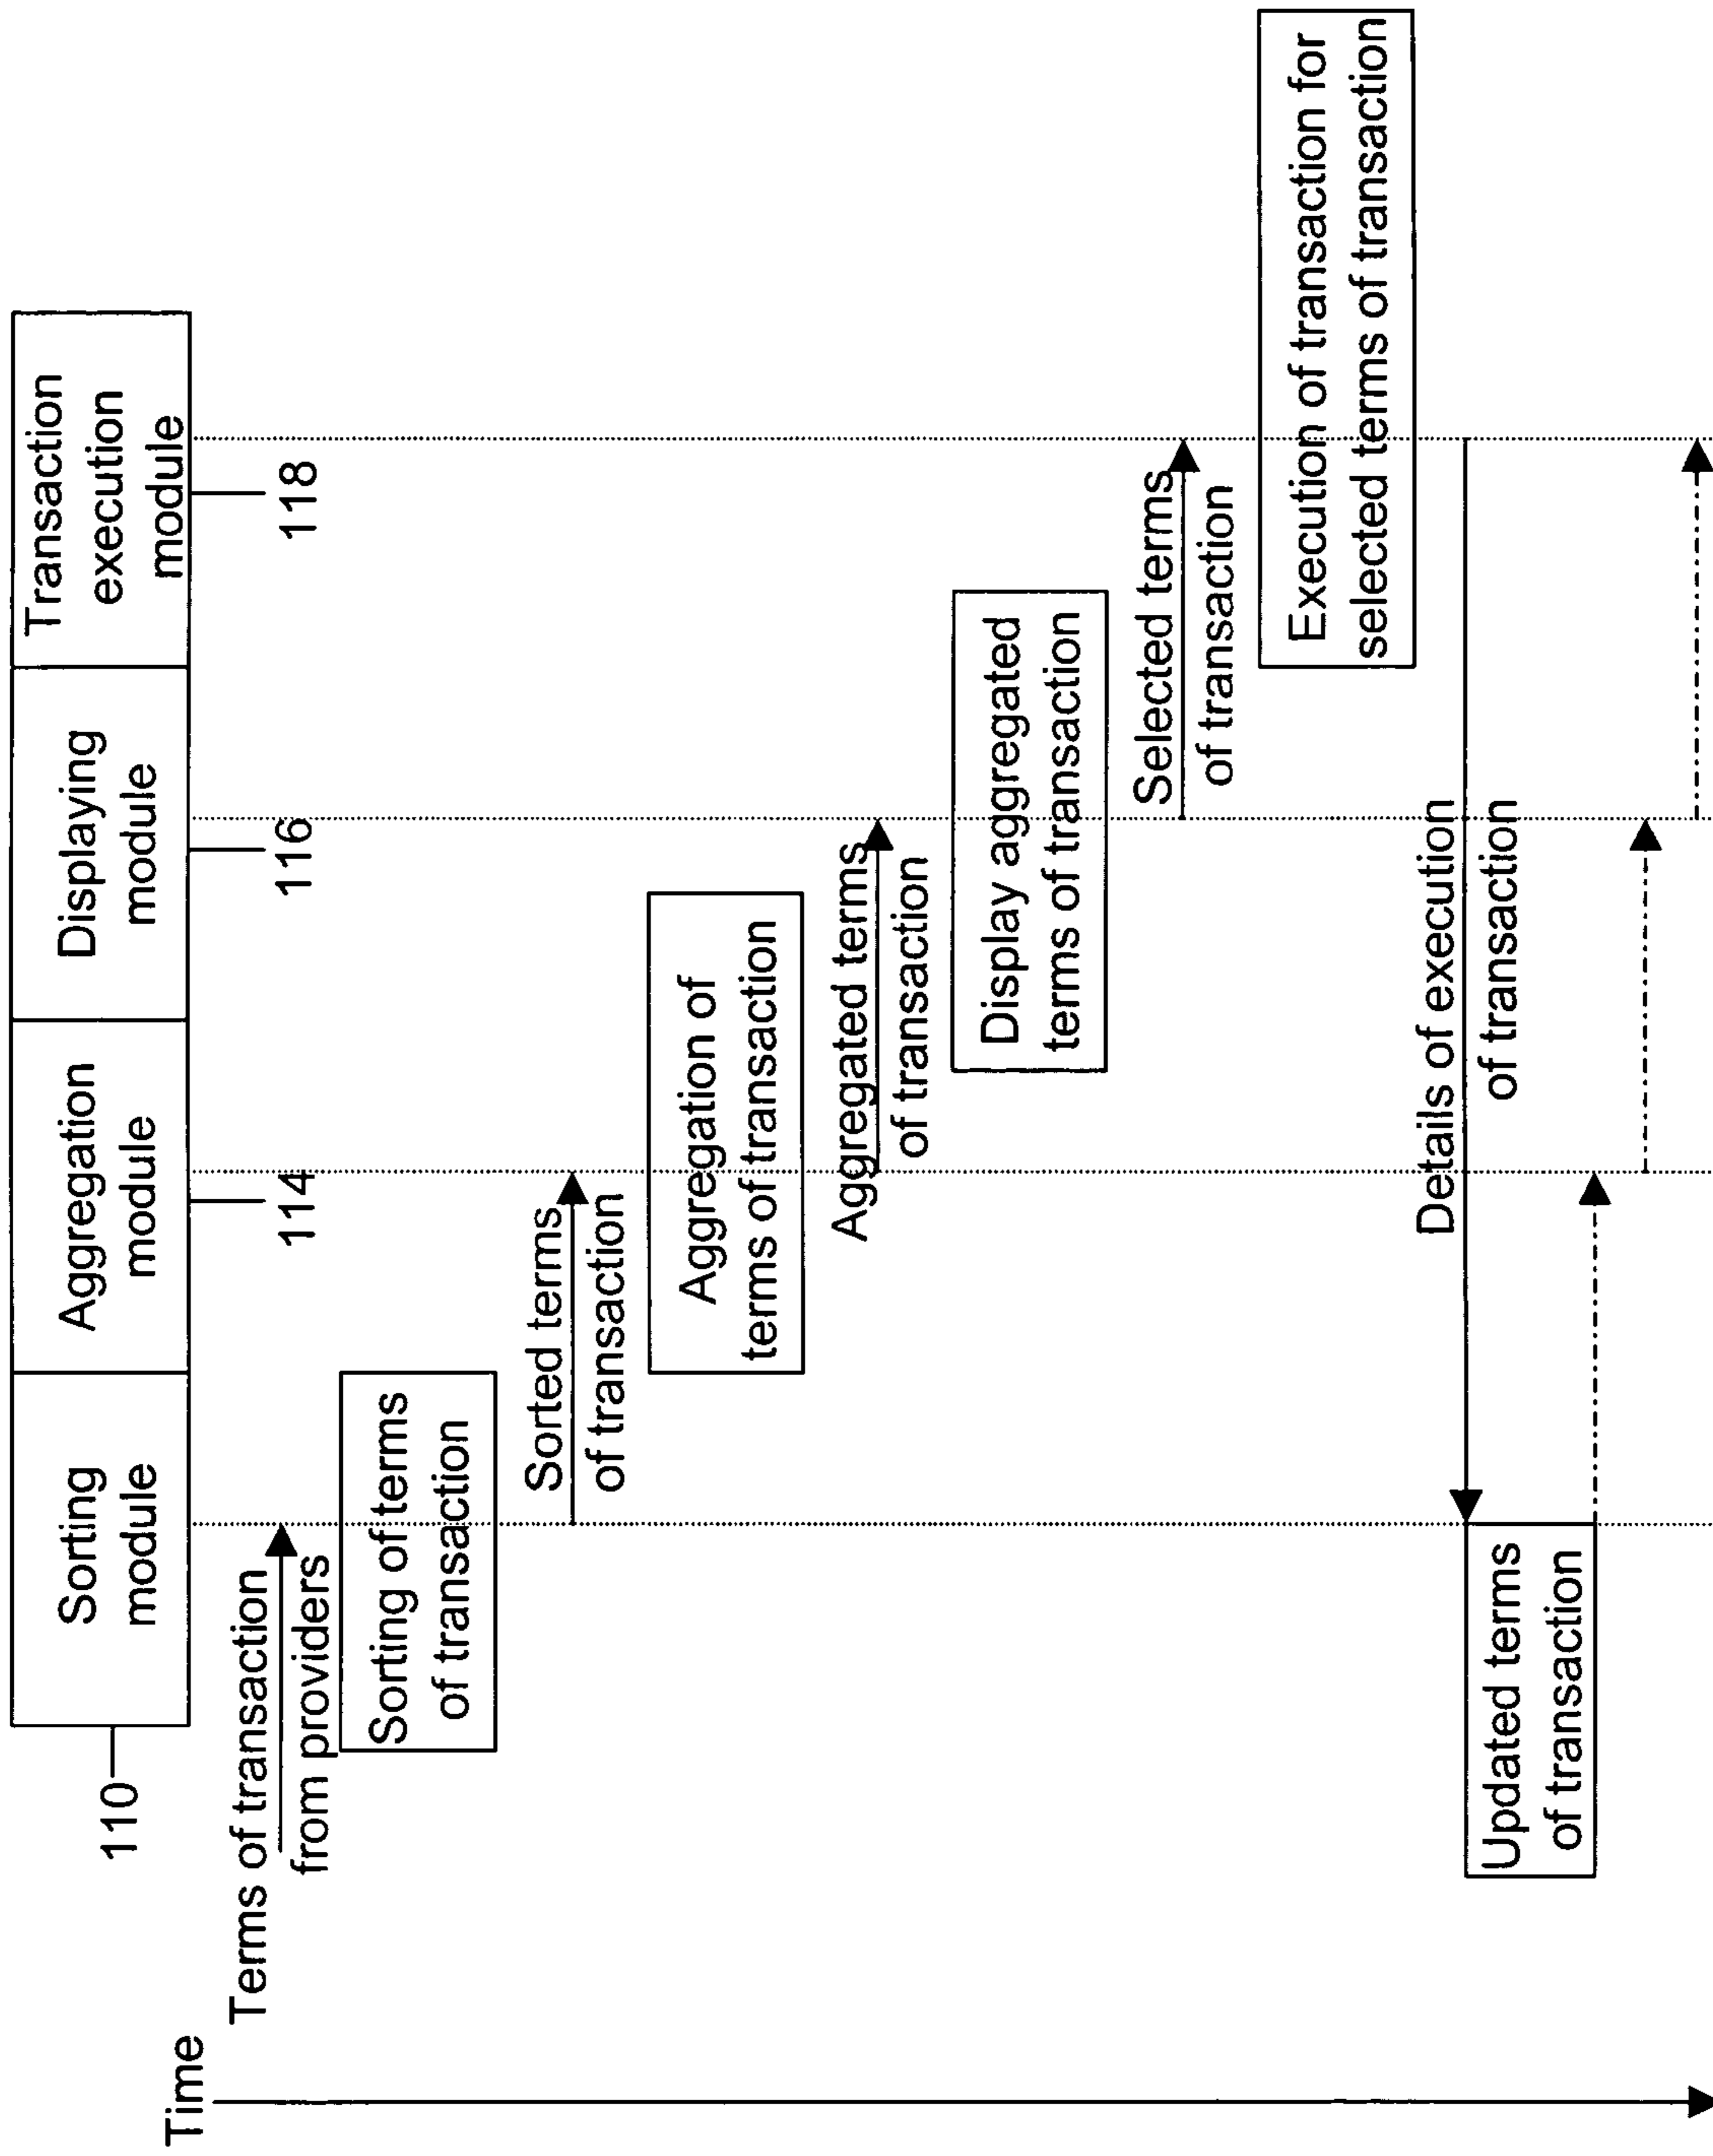 Sorting
module
Aggregation
module
Displaying
module
Transaction
execution
module
110
114
116
118
Time
Terms of transaction
from providers
Sorting of terms
of transaction
Sorted terms
of transaction
Aggregation of
terms of transaction
Aggregated terms
of transaction
Display aggregated
terms of transaction
Selected terms
of transaction
Execution of transaction for
selected terms of transaction
Details of execution
of transaction
Updated terms
of transaction